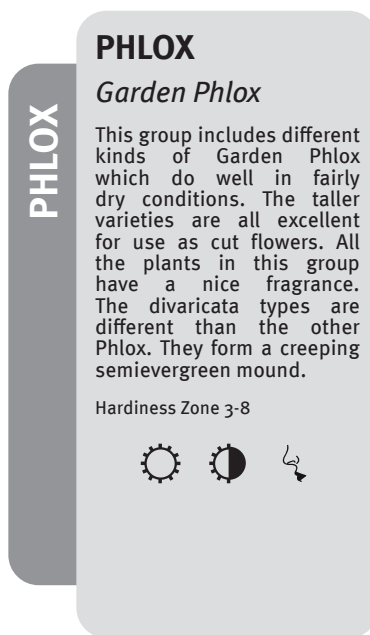 PHLOX
PHLOX
Garden Phlox
This group includes different
kinds of Garden Phlox
which do well in fairly
dry conditions. The taller
varieties are all excellent
for use as cut flowers. All
the plants in this group
have a nice fragrance.
The divaricata types are
different than the other
Phlox. They form a creeping
semievergreen mound.
Hardiness Zone 3-8